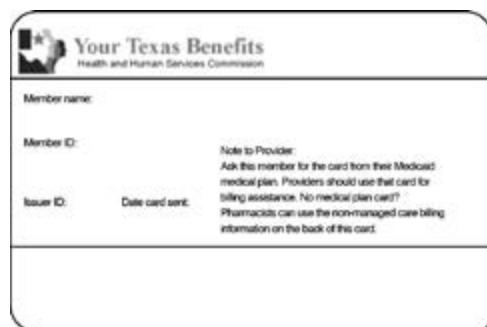 Your Texas Benefits
Health and Human Services Commission
Member name:
Member ID:
Note to Provider:
Ask this member for the card from their Medicaid
medical plan. Providers should use that card for
Issuer ID: Date card sent: billing assistance. No medical plan card?
Pharmacists can use the non-managed care billing
information on the back of this card.